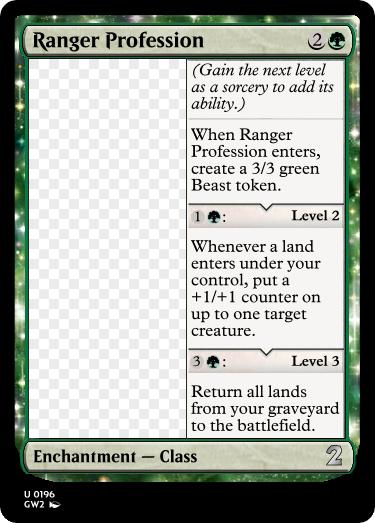 Ranger Profession 2
(Gain the next level
as a sorcery to add its
ability.)
When Ranger
Profession enters,
create a 3/3 green
Beast token.
1 : Level 2
Whenever a land
enters under your
control, put a
+1/+1 counter on
up to one target
creature.
3 : Level 3
Return all lands
from your graveyard
to the battlefield.
Enchantment — Class 2
U 0196
GW2